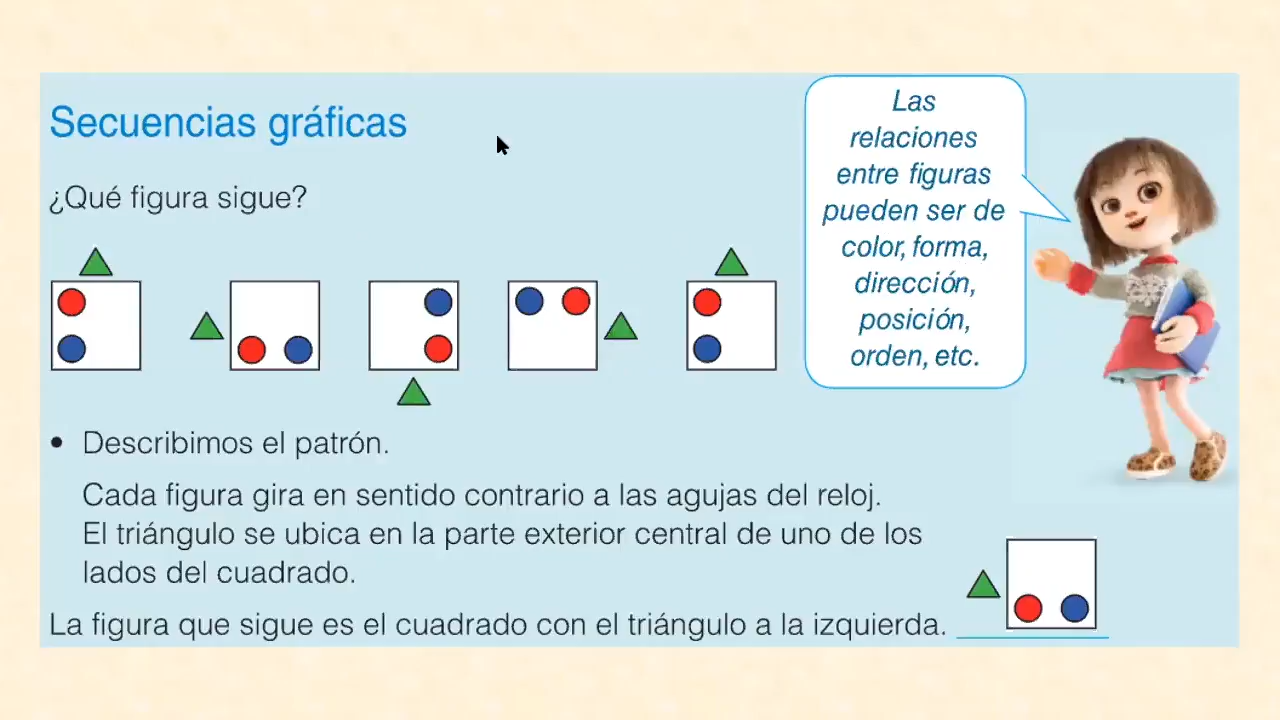 Secuencias gráficas
¿Qué figura sigue?
Las
relaciones
entre figuras
pueden ser de
color, forma,
dirección,
posición,
orden, etc.
• Describimos el patrón.
Cada figura gira en sentido contrario a las agujas del reloj.
El triángulo se ubica en la parte exterior central de uno de los
lados del cuadrado.
La figura que sigue es el cuadrado con el triángulo a la izquierda.